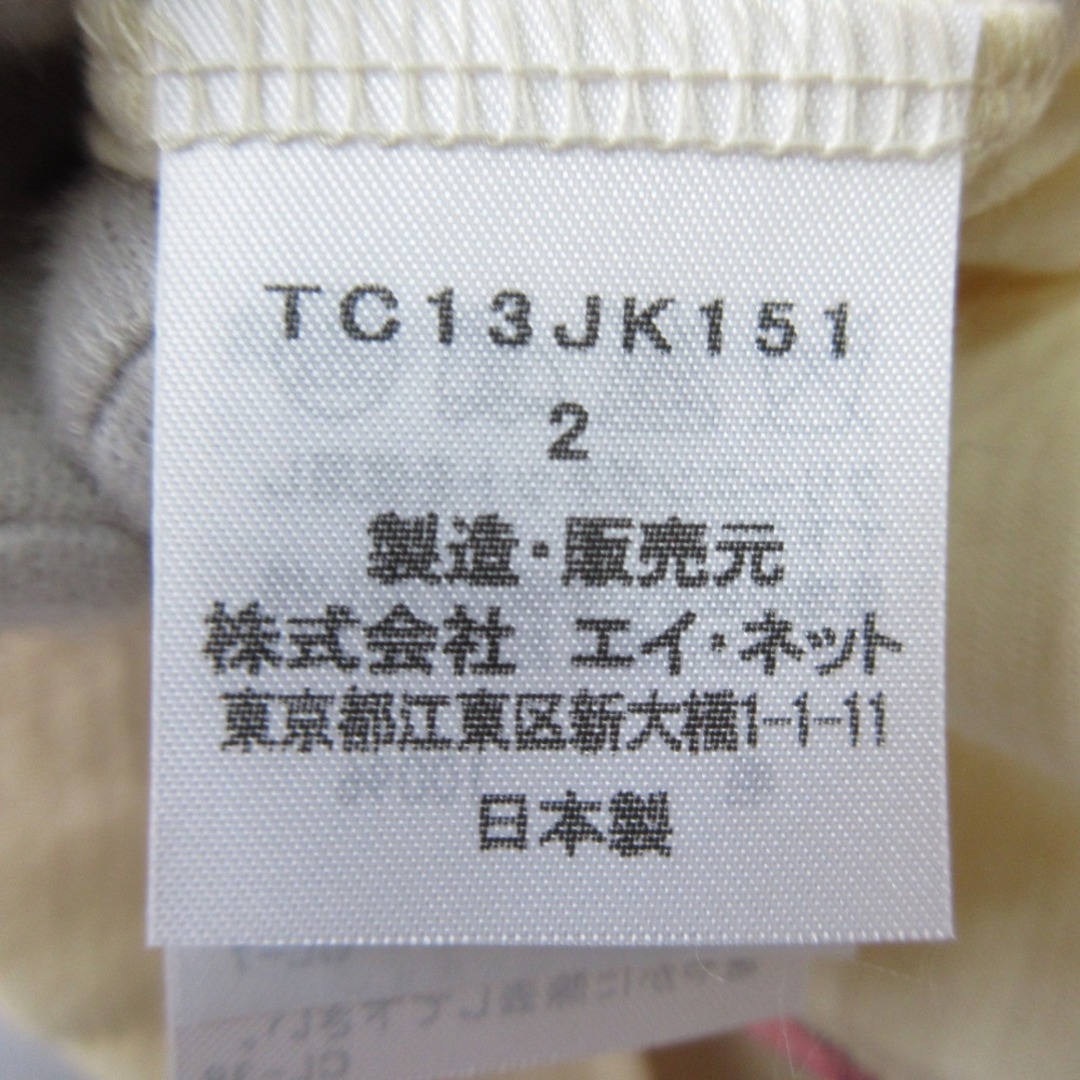 TC13JK151
2
製造・販売元
株式会社 エイ・ネット
東京都江東区新大橋1-1-11
日本製